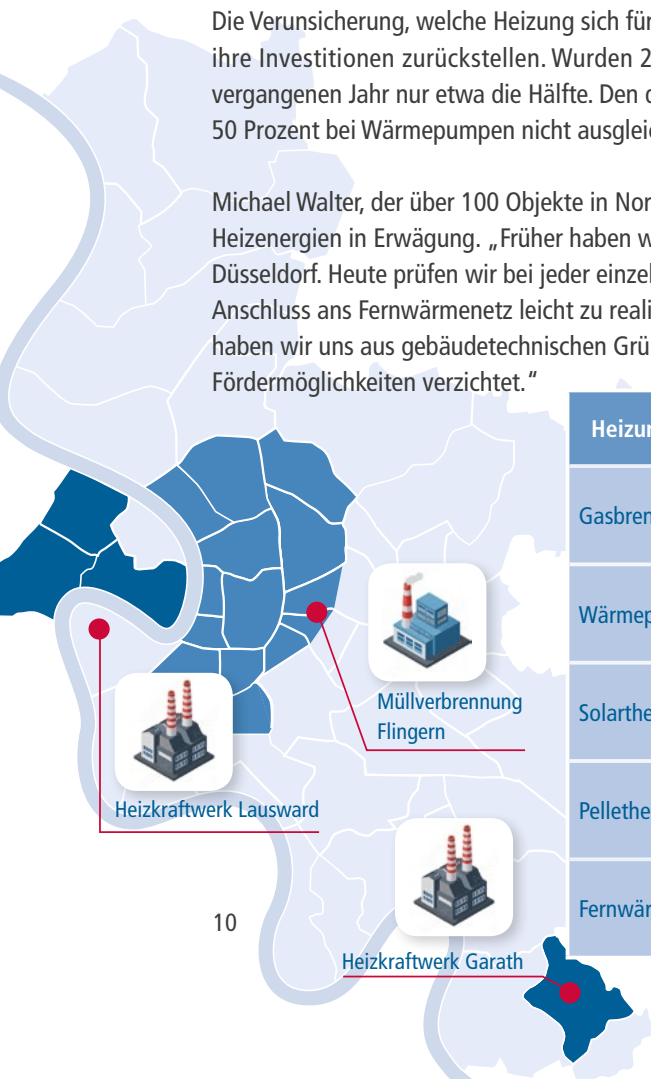 Die Verunsicherung, welche Heizung sich für
ihre Investitionen zurückstellen. Wurden 2
vergangenen Jahr nur etwa die Hälfte. Den
50 Prozent bei Wärmepumpen nicht ausglei
Michael Walter, der über 100 Objekte in Nor
Heizenergien in Erwägung. „Früher haben w
Düsseldorf. Heute prüfen wir bei jeder einzel
Anschluss ans Fernwärmenetz leicht zu reali
haben wir uns aus gebäudetechnischen Grü
Fördermöglichkeiten verzichtet."
Heizu
Gasbren
Wärmep
Solarthe
Pelletthe
Fernwär
Müllverbrennung
Flingern
Heizkraftwerk Lausward
Heizkraftwerk Garath
10